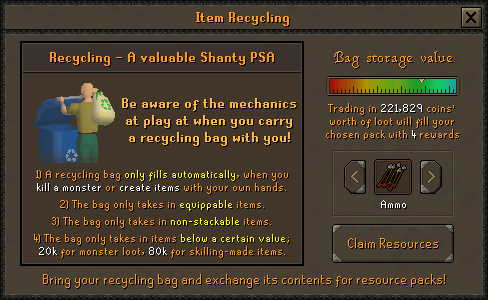 Item Recycling
Recycling - A valuable Shanty PSA
Be aware of the mechanics
at play at when you carry
a recycling bag with you!
1) A recycling bag only fills automatically, when you
kill a monster or create items with your own hands.
2) The bag only takes in equippable items.
3) The bag only takes in non-stackable items.
4) The bag only takes in items below a certain value;
20k for monster loot, 80k for skilling-made items.
Bag storage value
Trading in 221,829 coins'
worth of loot will fill your
chosen pack with 4 rewards
Ammo
Claim Resources
Bring your recycling bag and exchange its contents for resource packs!